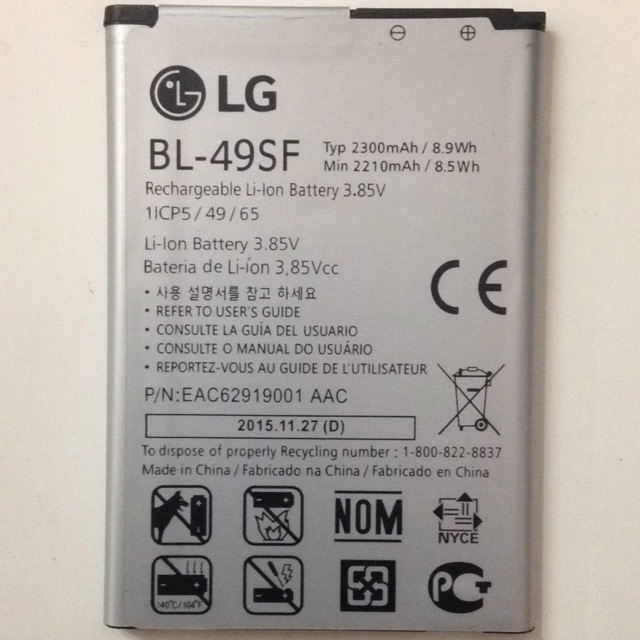 LG
BL-49SF
Typ 2300mAh / 8.9Wh
Min 2210mAh / 8.5Wh
Rechargeable Li-Ion Battery 3.85V
1ICP5 / 49 / 65
Li-Ion Battery 3.85V
Bateria de Li-íon 3,85Vcc
• 사용 설명서를 참고 하세요
• REFER TO USER'S GUIDE
• CONSULTE LA GUÍA DEL USUARIO
• CONSULTE O MANUAL DO USUÁRIO
• REPORTEZ-VOUS AU GUIDE DE L'UTILISATEUR
CE
P/N:EAC62919001 AAC
2015.11.27 (D)
To dispose of properly Recycling number : 1-800-822-8837
Made in China / Fabricado na China / Fabricado en China
NOM
NYCE
>40°C/104°F